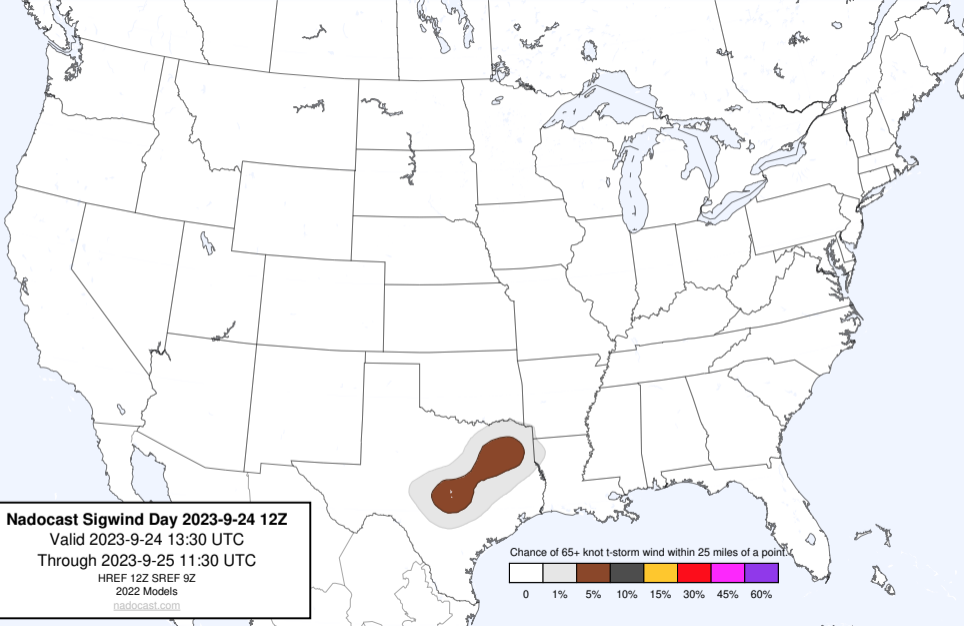 Nadocast Sigwind Day 2023-9-24 12Z
Valid 2023-9-24 13:30 UTC
Through 2023-9-25 11:30 UTC
HREF 12Z SREF 9Z
2022 Models
nadocast.com
Chance of 65+ knot t-storm wind within 25 miles of a point.
0 1% 5% 10% 15% 30% 45% 60%